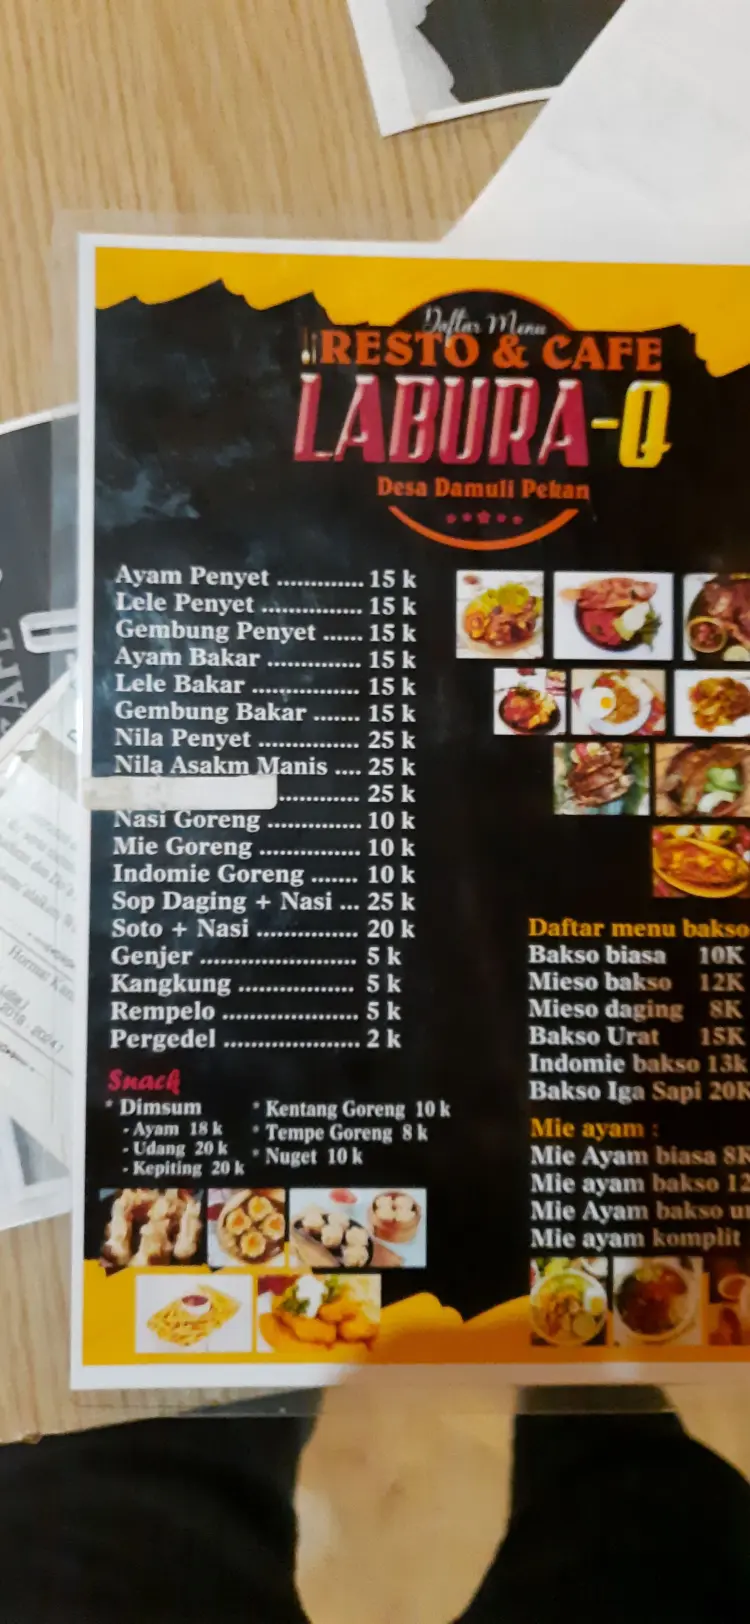 Daftar Menu
RESTO & CAFE
LABURA-Q
Desa Damuli Pekan
Ayam Penyet ............. 15 k
Lele Penyet ............... 15 k
Gembung Penyet ...... 15 k
Ayam Bakar .............. 15 k
Lele Bakar ................ 15 k
Gembung Bakar ....... 15 k
Nila Penyet ............... 25 k
Nila Asakm Manis .... 25 k
............ 25 k
Nasi Goreng .............. 10 k
Mie Goreng ............... 10 k
Indomie Goreng ....... 10 k
Sop Daging + Nasi ... 25 k
Soto + Nasi ............... 20 k
Genjer ....................... 5 k
Kangkung ................. 5 k
Rempelo .................... 5 k
Pergedel .................... 2 k
Snack
* Dimsum
- Ayam 18 k
- Udang 20 k
- Kepiting 20 k
* Kentang Goreng 10 k
* Tempe Goreng 8 k
* Nuget 10 k
Daftar menu bakso
Bakso biasa 10K
Mieso bakso 12K
Mieso daging 8K
Bakso Urat 15K
Indomie bakso 13k
Bakso Iga Sapi 20K
Mie ayam :
Mie Ayam biasa 8K
Mie ayam bakso 12
Mie Ayam bakso
Mie ayam komplit